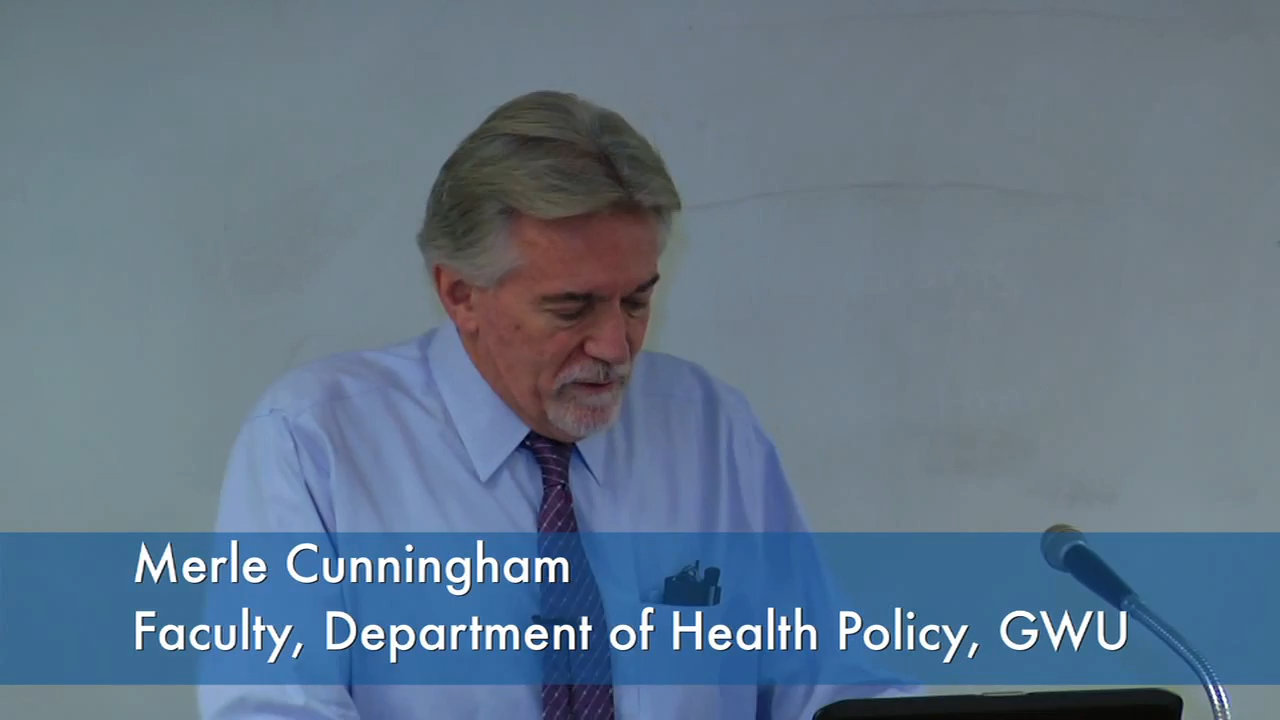 Merle Cunningham
Faculty, Department of Health Policy, GWU